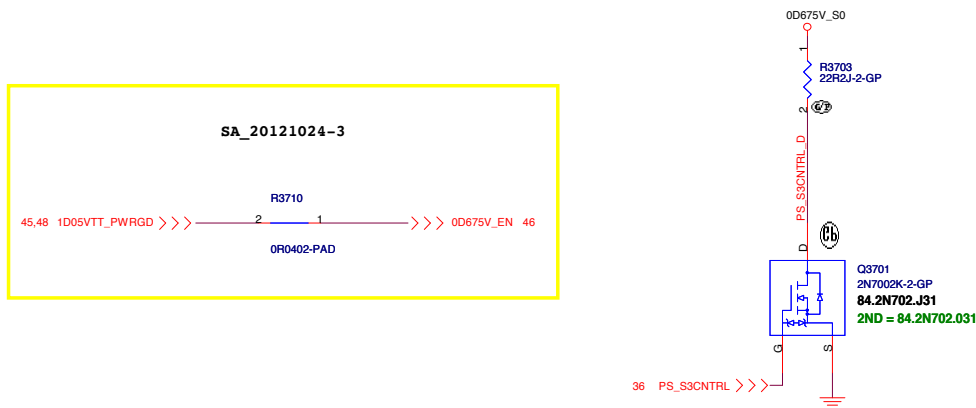 SA_20121024-3
R3710
45,48 1D05VTT_PWRGD
2
1
0D675V_EN 46
0R0402-PAD
0D675V_S0
1
R3703
22R2J-2-GP
2
PS_S3CNTRL_D
D
Q3701
2N7002K-2-GP
84.2N702.J31
2ND = 84.2N702.031
G
S
36 PS_S3CNTRL